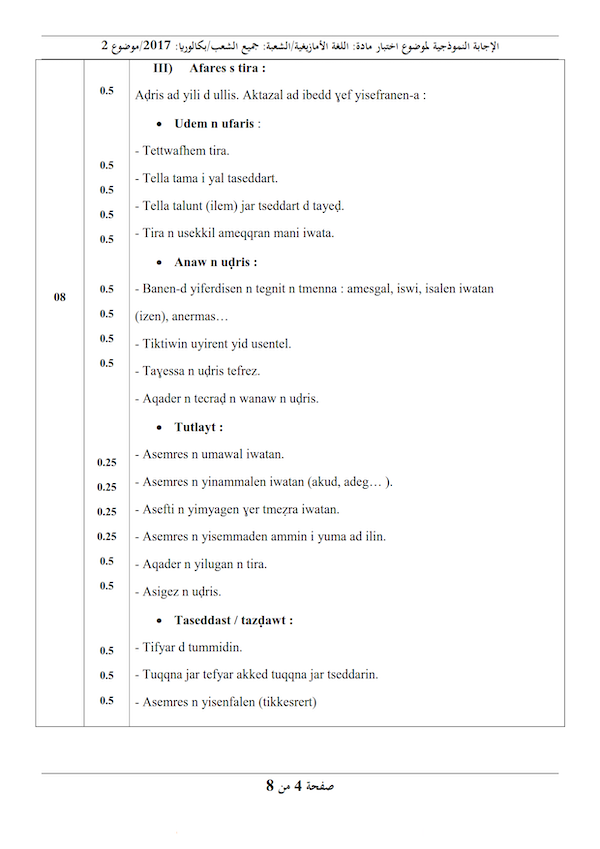 الإجابة النموذجية لموضوع اختبار مادة: اللغة الأمازيغية/الشعبة: جميع الشعب/بكالوريا: 2017/موضوع 2
III) Afares s tira :
0.5
Aḍris ad yili d ullis. Aktazal ad ibedd ɣef yisefranen-a :
• Udem n ufaris :
- Tettwafhem tira.
0.5
- Tella tama i yal taseddart.
0.5
- Tella talunt (ilem) jar tseddart d tayeḍ.
0.5
- Tira n usekkil ameqqran mani iwata.
0.5
• Anaw n uḍris :
08
0.5
- Banen-d yiferdisen n tegnit n tmenna : amesgal, iswi, isalen iwatan
0.5
(izen), anermas…
0.5
- Tiktiwin uyirent yid usentel.
0.5
- Taɣessa n uḍris tefrez.
- Aqader n tecraḍ n wanaw n uḍris.
• Tutlayt :
- Asemres n umawal iwatan.
0.25
- Asemres n yinammalen iwatan (akud, adeg… ).
0.25
- Asefti n yimyagen ɣer tmeẓra iwatan.
0.25
- Asemres n yisemmaden ammin i yuma ad ilin.
0.25
- Aqader n yilugan n tira.
0.5
- Asigez n uḍris.
0.5
• Taseddast / tazḍawt :
- Tifyar d tummidin.
0.5
- Tuqqna jar tefyar akked tuqqna jar tseddarin.
0.5
- Asemres n yisenfalen (tikkesrert)
0.5
صفحة 4 من 8